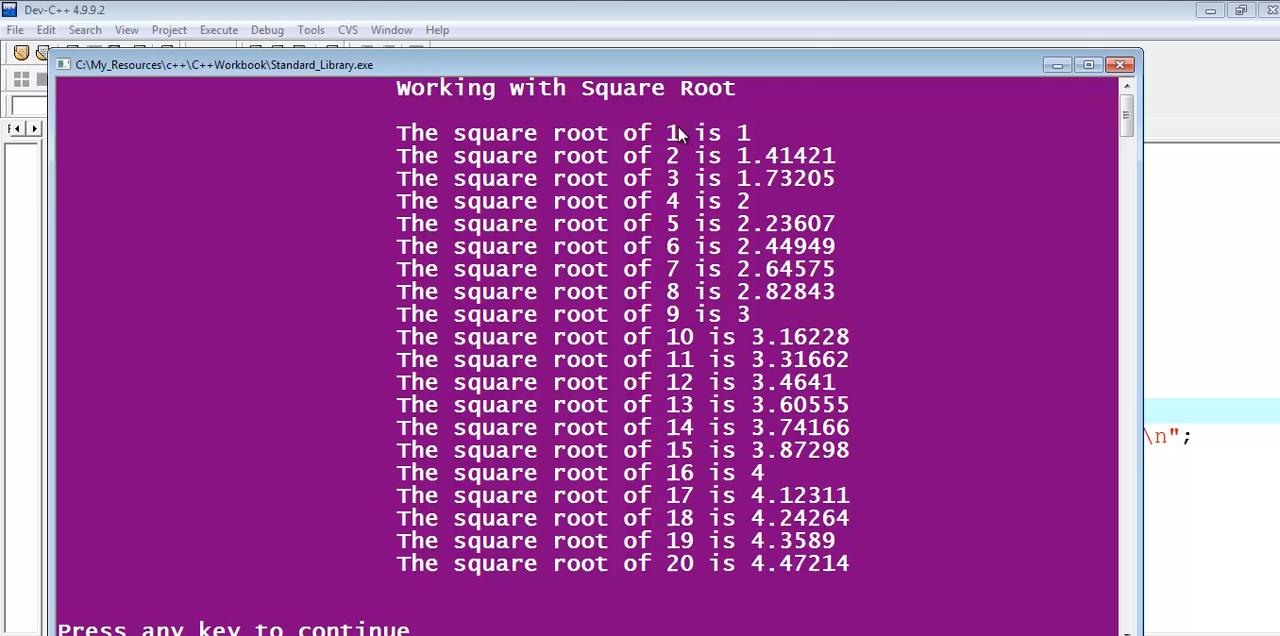 Dev-C++ 4.9.9.2
File Edit Search View Project Execute Debug Tools CVS Window Help
C:\My_Resources\c++\C++Workbook\Standard_Library.exe
Working with Square Root
The square root of 1 is 1
The square root of 2 is 1.41421
The square root of 3 is 1.73205
The square root of 4 is 2
The square root of 5 is 2.23607
The square root of 6 is 2.44949
The square root of 7 is 2.64575
The square root of 8 is 2.82843
The square root of 9 is 3
The square root of 10 is 3.16228
The square root of 11 is 3.31662
The square root of 12 is 3.4641
The square root of 13 is 3.60555
The square root of 14 is 3.74166
The square root of 15 is 3.87298
\n";
The square root of 16 is 4
The square root of 17 is 4.12311
The square root of 18 is 4.24264
The square root of 19 is 4.3589
The square root of 20 is 4.47214
Press any key to continue